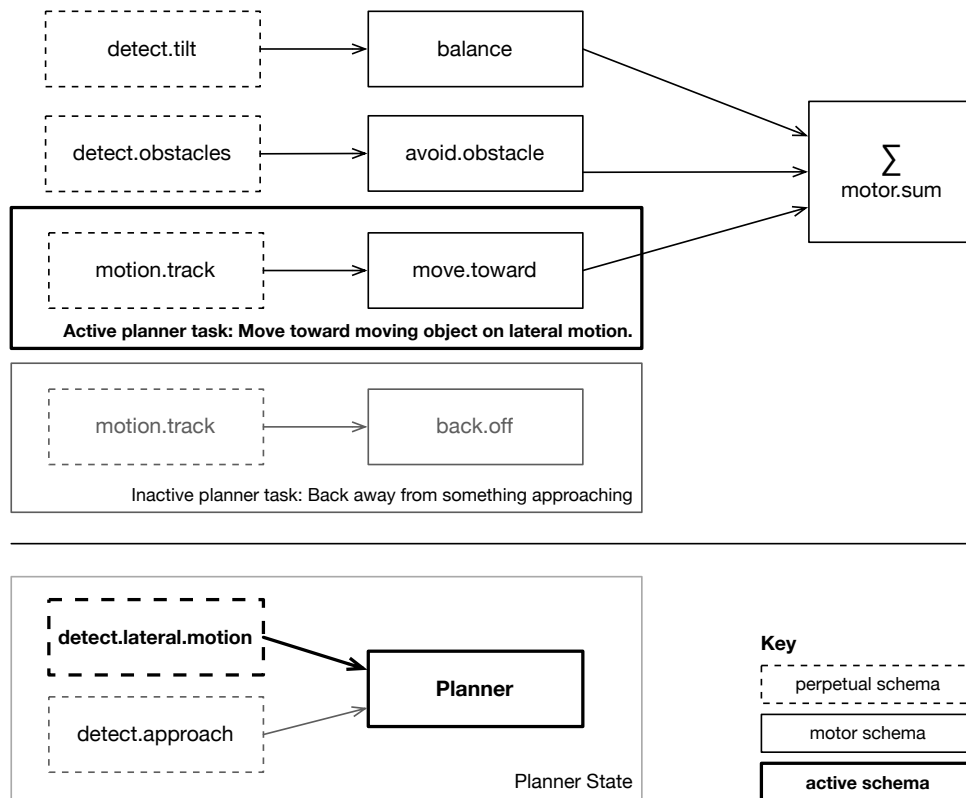 detect.tilt
balance
detect.obstacles
avoid.obstacle
∑
motor.sum
motion.track
move.toward
Active planner task: Move toward moving object on lateral motion.
motion.track
back.off
Inactive planner task: Back away from something approaching
detect.lateral.motion
Planner
detect.approach
Planner State
Key
perpetual schema
motor schema
active schema